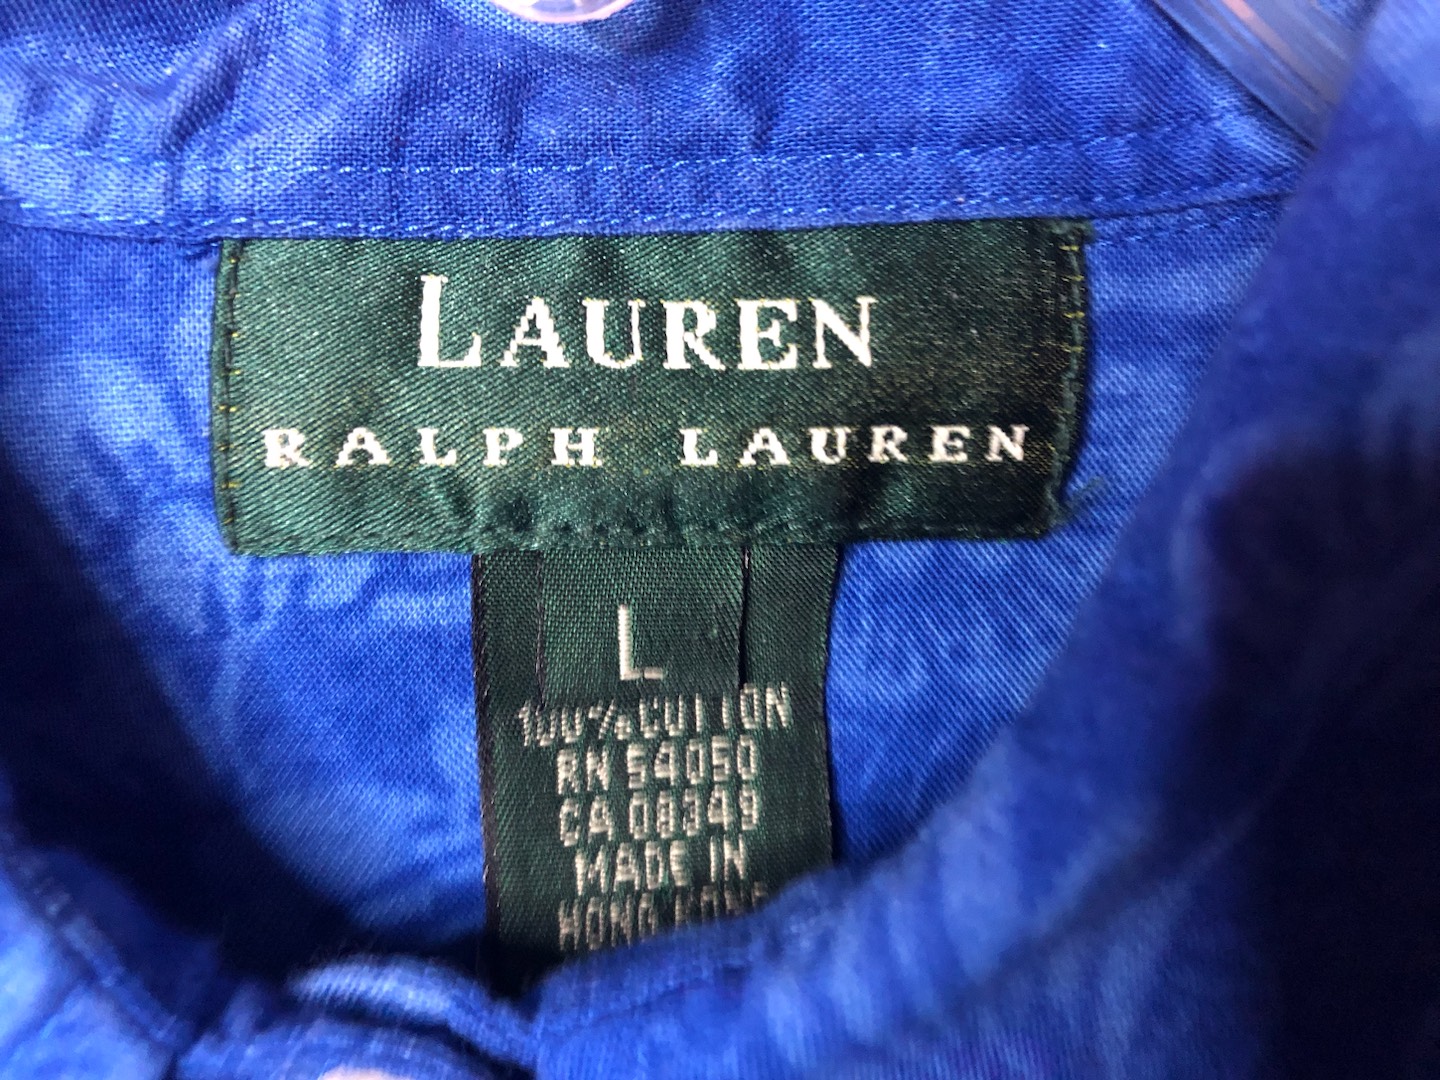 LAUREN
RALPH LAUREN
L
100% COTTON
RN 54050
CA 08349
MADE IN
HONG KONG